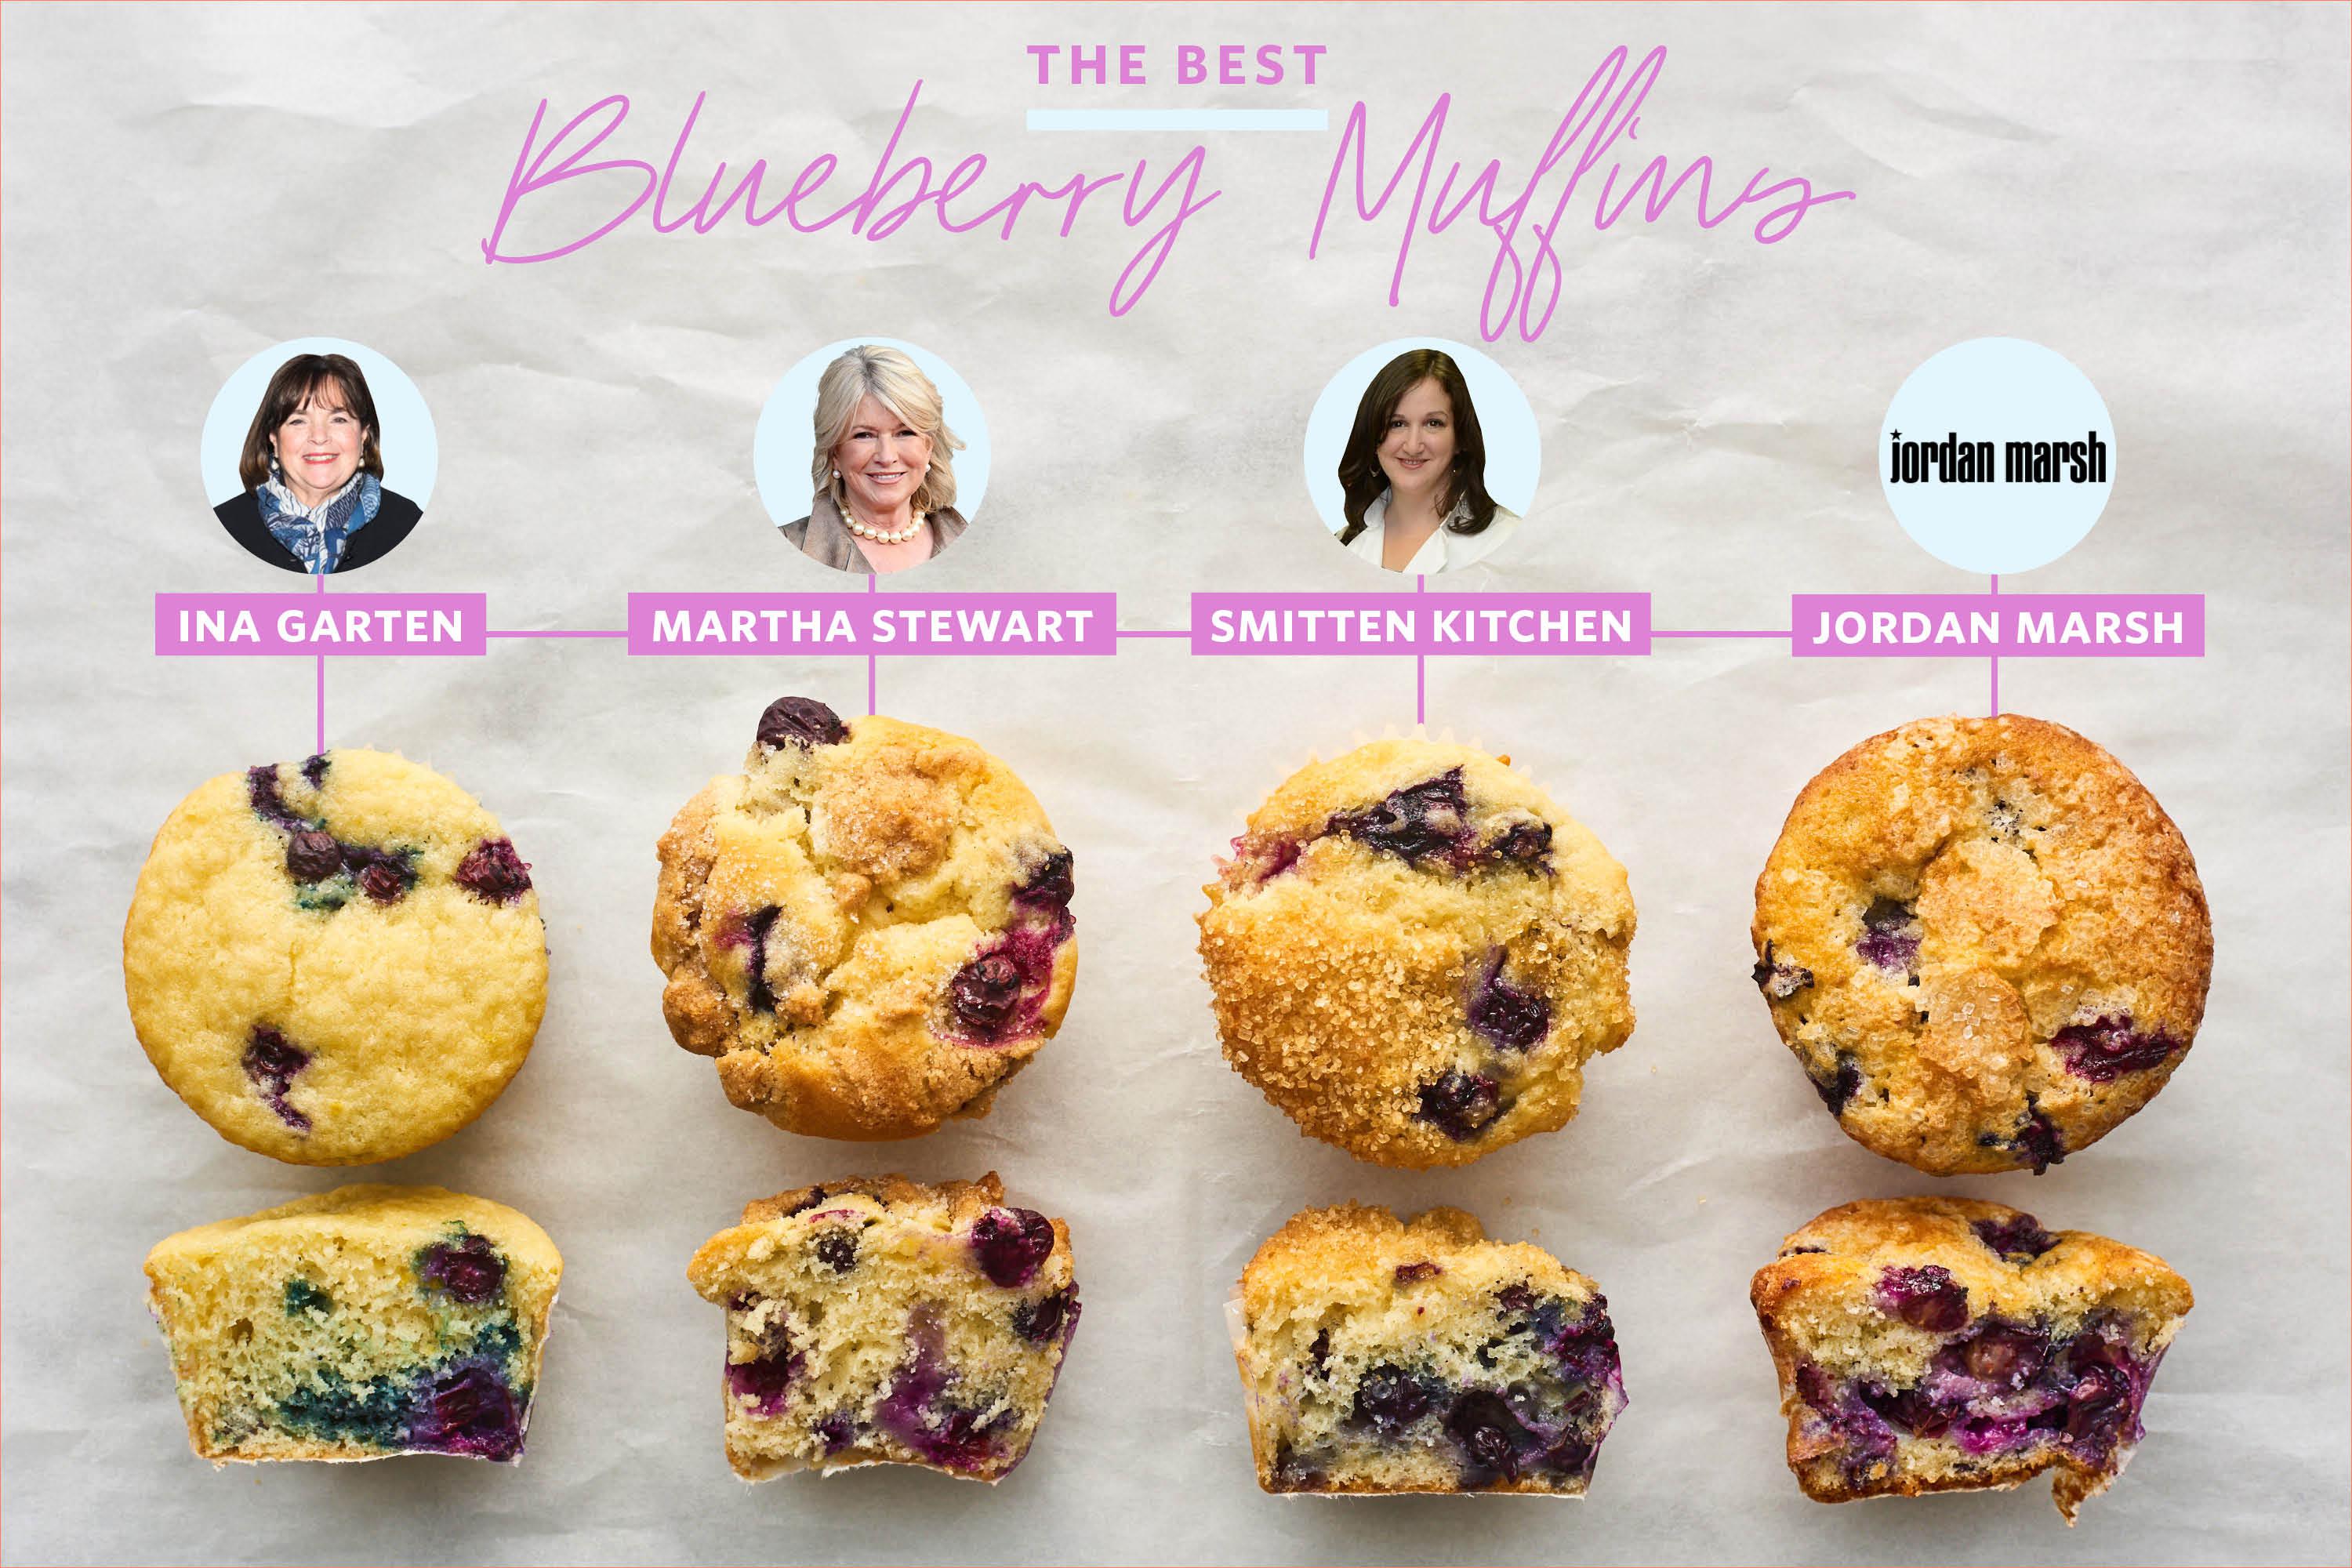 THE BEST
Blueberry Muffins
jordan marsh
INA GARTEN
MARTHA STEWART
SMITTEN KITCHEN
JORDAN MARSH